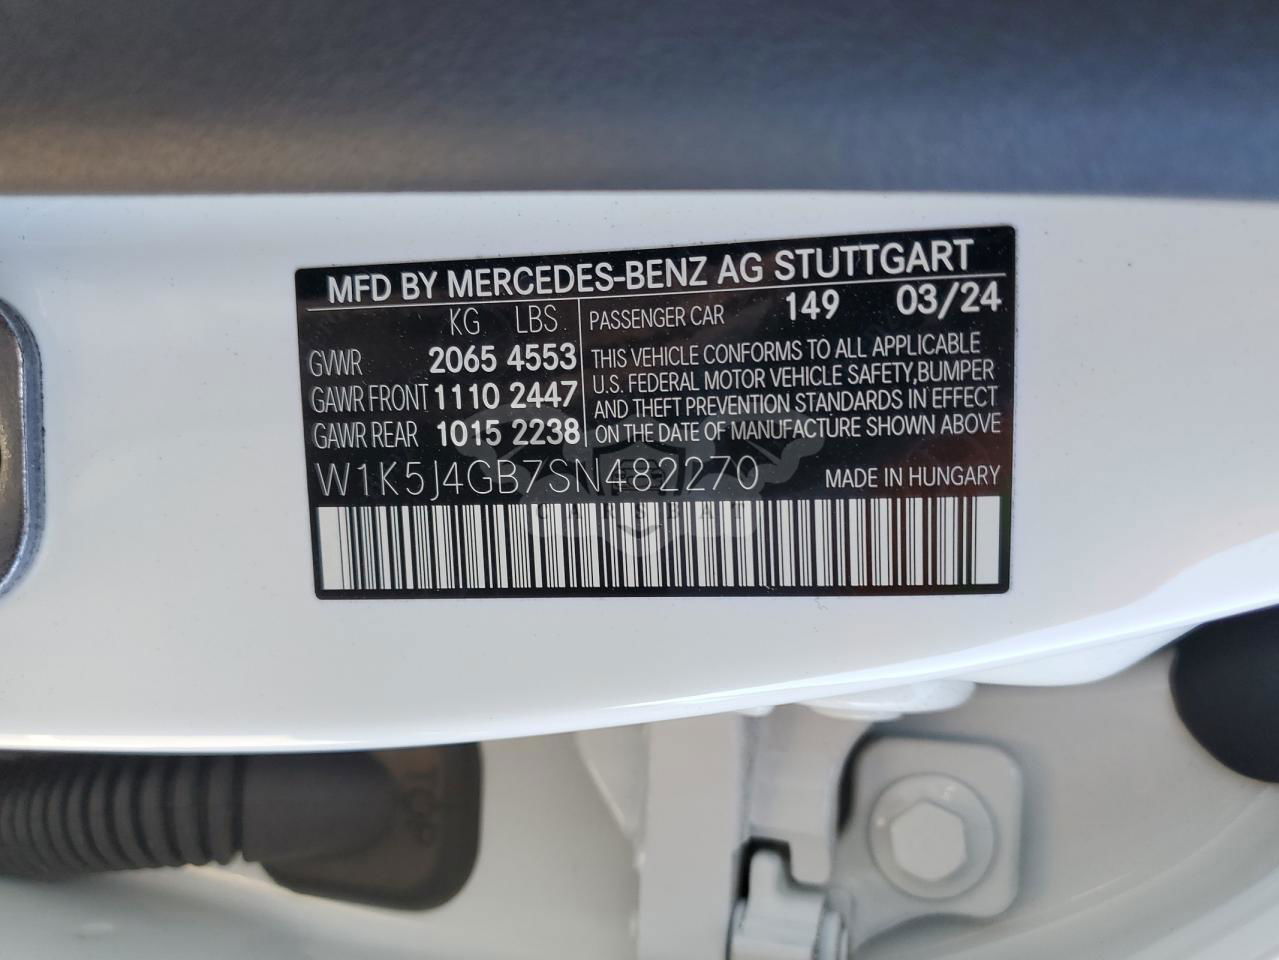 MFD BY MERCEDES-BENZ AG STUTTGART
KG LBS
GVWR 2065 4553
GAWR FRONT 1110 2447
GAWR REAR 1015 2238
PASSENGER CAR 149 03/24
THIS VEHICLE CONFORMS TO ALL APPLICABLE
U.S. FEDERAL MOTOR VEHICLE SAFETY,BUMPER
AND THEFT PREVENTION STANDARDS IN EFFECT
ON THE DATE OF MANUFACTURE SHOWN ABOVE
W1K5J4GB7SN482270 MADE IN HUNGARY
CARSBAT
TOP